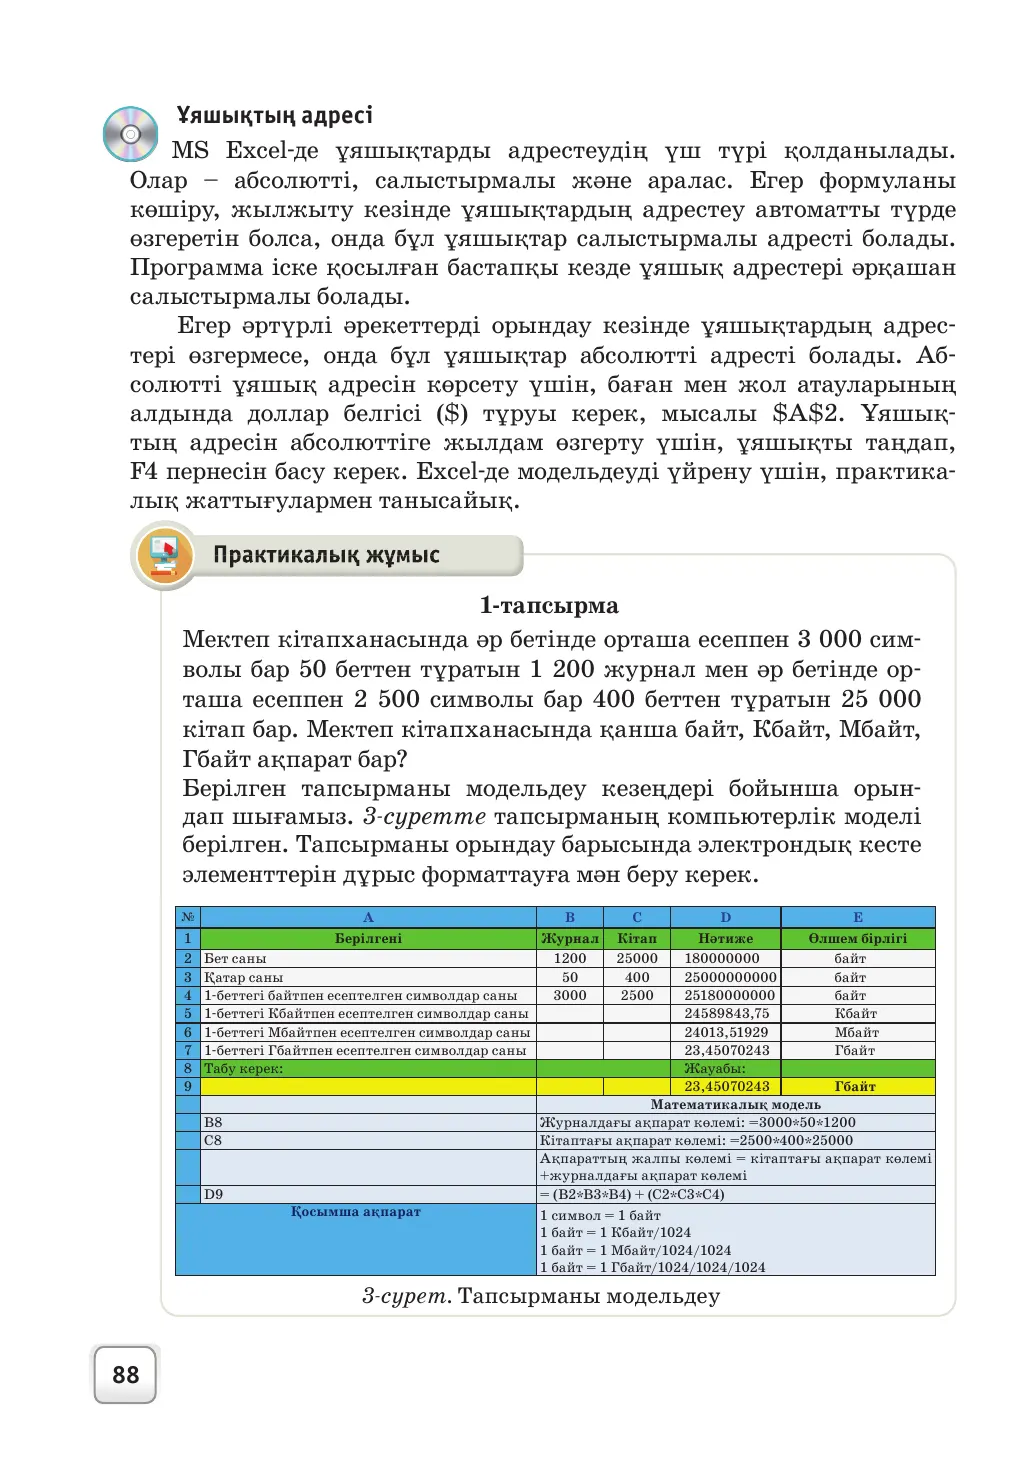 Ұяшықтың адресі
MS Excel-де ұяшықтарды адрестеудің үш түрі қолданылады.
Олар – абсолютті, салыстырмалы және аралас. Егер формуланы
көшіру, жылжыту кезінде ұяшықтардың адрестеу автоматты түрде
өзгеретін болса, онда бұл ұяшықтар салыстырмалы адресті болады.
Программа іске қосылған бастапқы кезде ұяшық адрестері әрқашан
салыстырмалы болады.
Егер әртүрлі әрекеттерді орындау кезінде ұяшықтардың адрес-
тері өзгермесе, онда бұл ұяшықтар абсолютті адресті болады. Аб-
солютті ұяшық адресін көрсету үшін, баған мен жол атауларының
алдында доллар белгісі ($) тұруы керек, мысалы $A$2. Ұяшық-
тың адресін абсолюттіге жылдам өзгерту үшін, ұяшықты таңдап,
F4 пернесін басу керек. Excel-де модельдеуді үйрену үшін, практика-
лық жаттығулармен танысайық.
Практикалық жұмыс
1-тапсырма
Мектеп кітапханасында әр бетінде орташа есеппен 3 000 сим-
волы бар 50 беттен тұратын 1 200 журнал мен әр бетінде ор-
таша есеппен 2 500 символы бар 400 беттен тұратын 25 000
кітап бар. Мектеп кітапханасында қанша байт, Кбайт, Мбайт,
Гбайт ақпарат бар?
Берілген тапсырманы модельдеу кезеңдері бойынша орын-
дап шығамыз. 3-суретте тапсырманың компьютерлік моделі
берілген. Тапсырманы орындау барысында электрондық кесте
элементтерін дұрыс форматтауға мән беру керек.
№ A B C D E
1 Берілгені Журнал Кітап Нәтиже Өлшем бірлігі
2 Бет саны 1200 25000 180000000 байт
3 Қатар саны 50 400 25000000000 байт
4 1-беттегі байтпен есептелген символдар саны 3000 2500 25180000000 байт
5 1-беттегі Кбайтпен есептелген символдар саны 24589843,75 Кбайт
6 1-беттегі Мбайтпен есептелген символдар саны 24013,51929 Мбайт
7 1-беттегі Гбайтпен есептелген символдар саны 23,45070243 Гбайт
8 Табу керек: Жауабы:
9 23,45070243 Гбайт
Математикалық модель
B8 Журналдағы ақпарат көлемі: =3000*50*1200
C8 Кітаптағы ақпарат көлемі: =2500*400*25000
Ақпараттың жалпы көлемі = кітаптағы ақпарат көлемі
+журналдағы ақпарат көлемі
D9 = (B2*B3*B4) + (C2*C3*C4)
Қосымша ақпарат 1 символ = 1 байт
1 байт = 1 Кбайт/1024
1 байт = 1 Мбайт/1024/1024
1 байт = 1 Гбайт/1024/1024/1024
3-сурет. Тапсырманы модельдеу
88